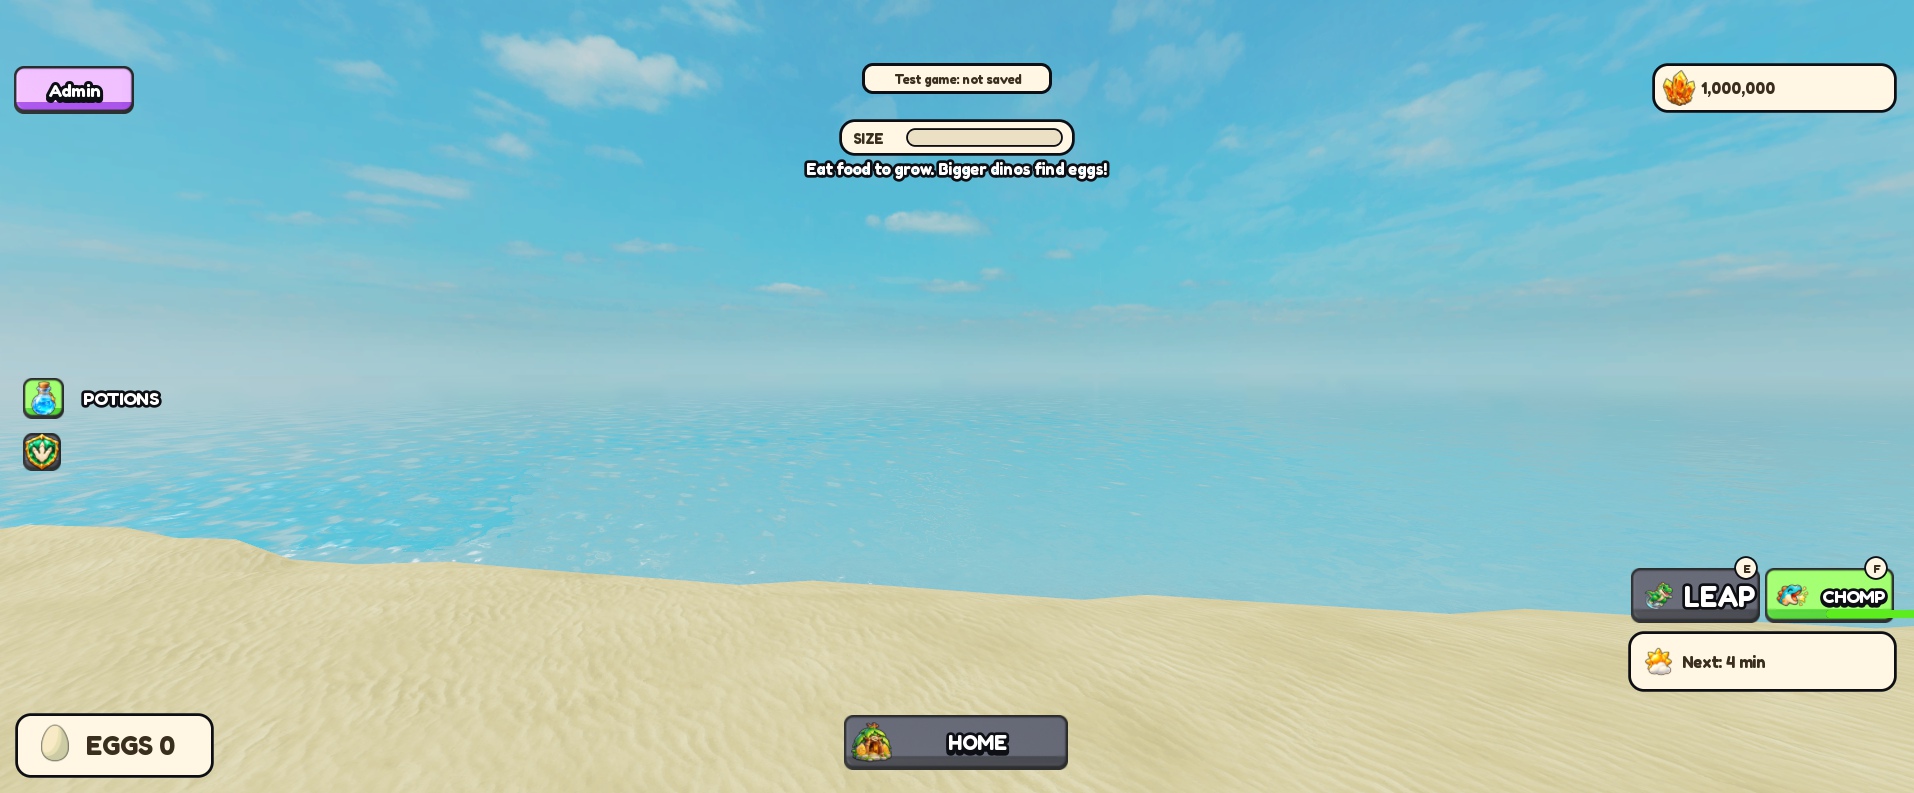 Admin
Test game: not saved
1,000,000
SIZE
Eat food to grow. Bigger dinos find eggs!
POTIONS
E
F
LEAP
CHOMP
Next: 4 min
EGGS 0
HOME